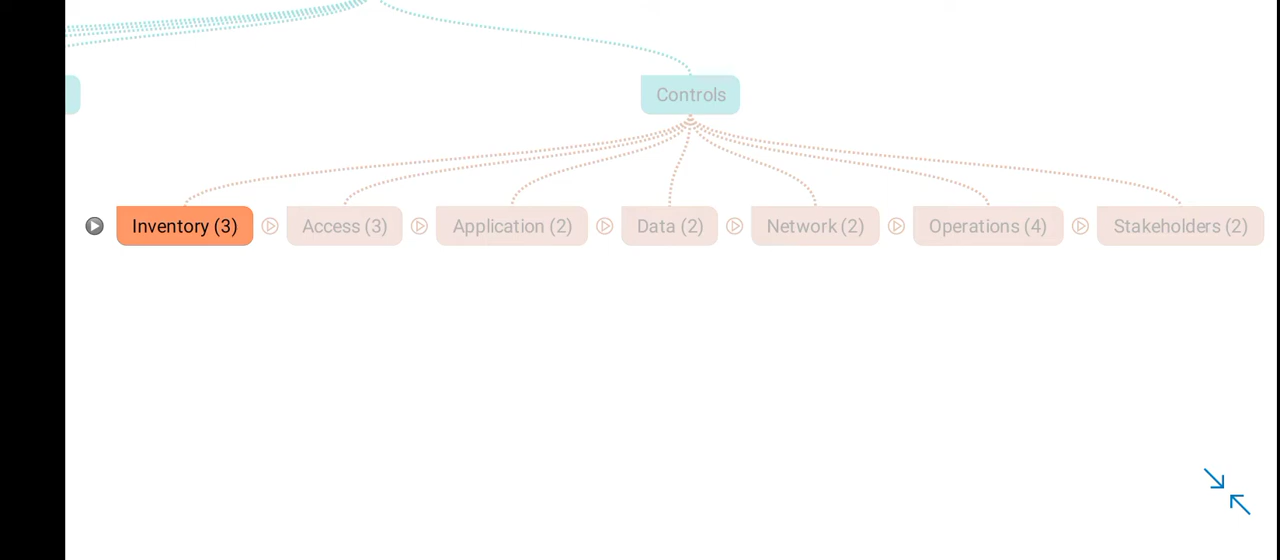 Controls
Inventory (3)
Access (3)
Application (2)
Data (2)
Network (2)
Operations (4)
Stakeholders (2)